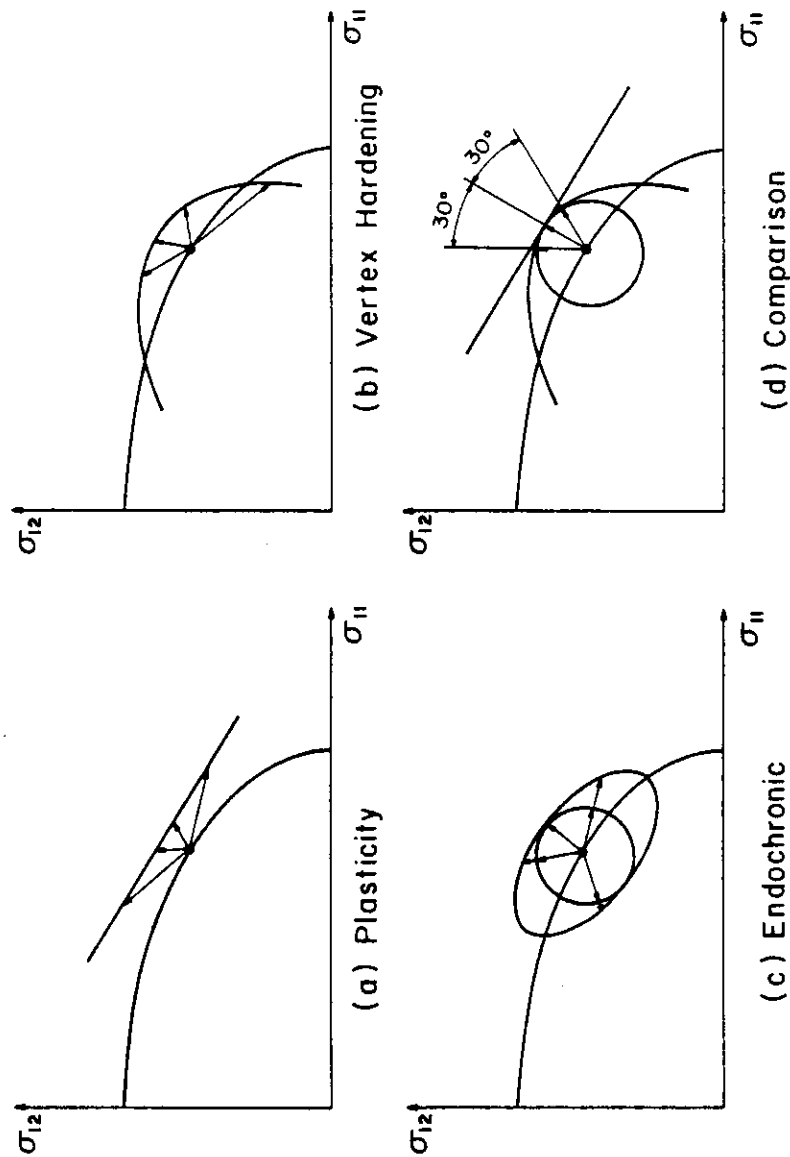 σ12
σ11
(a) Plasticity
σ12
σ11
(b) Vertex Hardening
σ12
σ11
(c) Endochronic
σ12
30°
30°
σ11
(d) Comparison